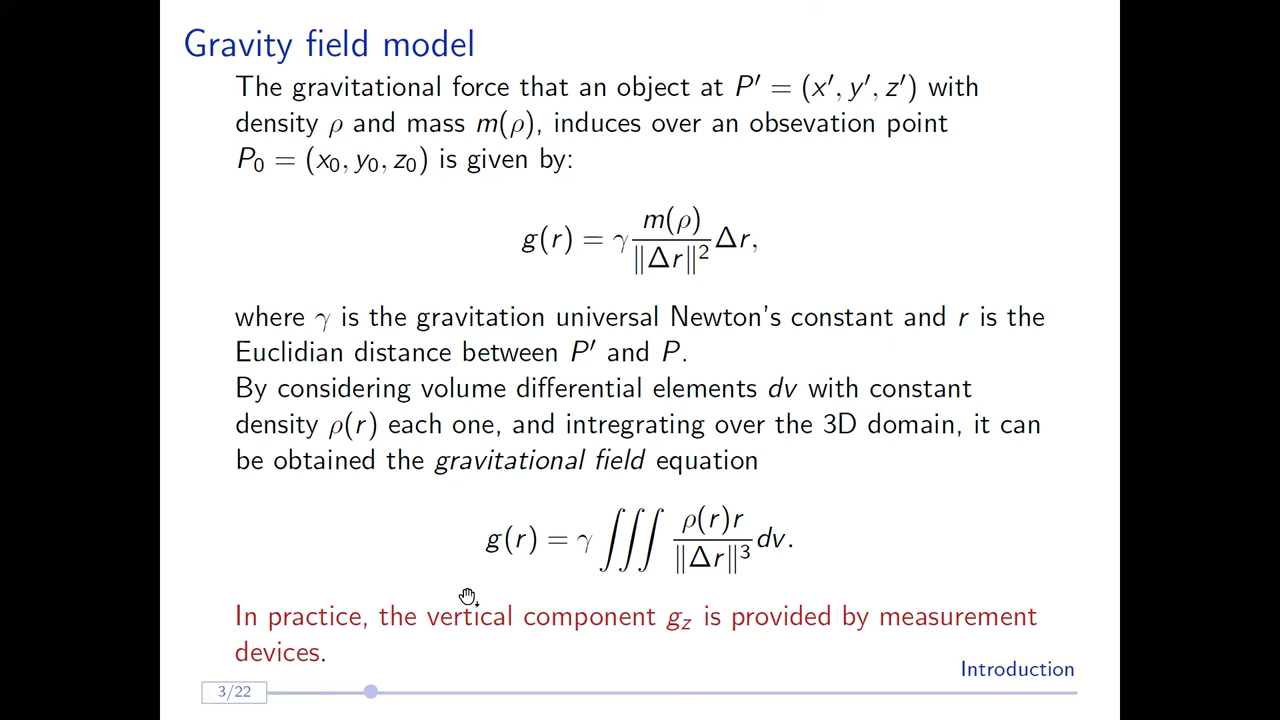 Gravity field model
The gravitational force that an object at P′ = (x′, y′, z′) with
density ρ and mass m(ρ), induces over an obsevation point
P₀ = (x₀, y₀, z₀) is given by:
g(r) = γ m(ρ) / ‖Δr‖² Δr,
where γ is the gravitation universal Newton's constant and r is the
Euclidian distance between P′ and P.
By considering volume differential elements dv with constant
density ρ(r) each one, and intregrating over the 3D domain, it can
be obtained the gravitational field equation
g(r) = γ ∭ ρ(r)r / ‖Δr‖³ dv.
In practice, the vertical component g_z is provided by measurement
devices.
Introduction
3/22